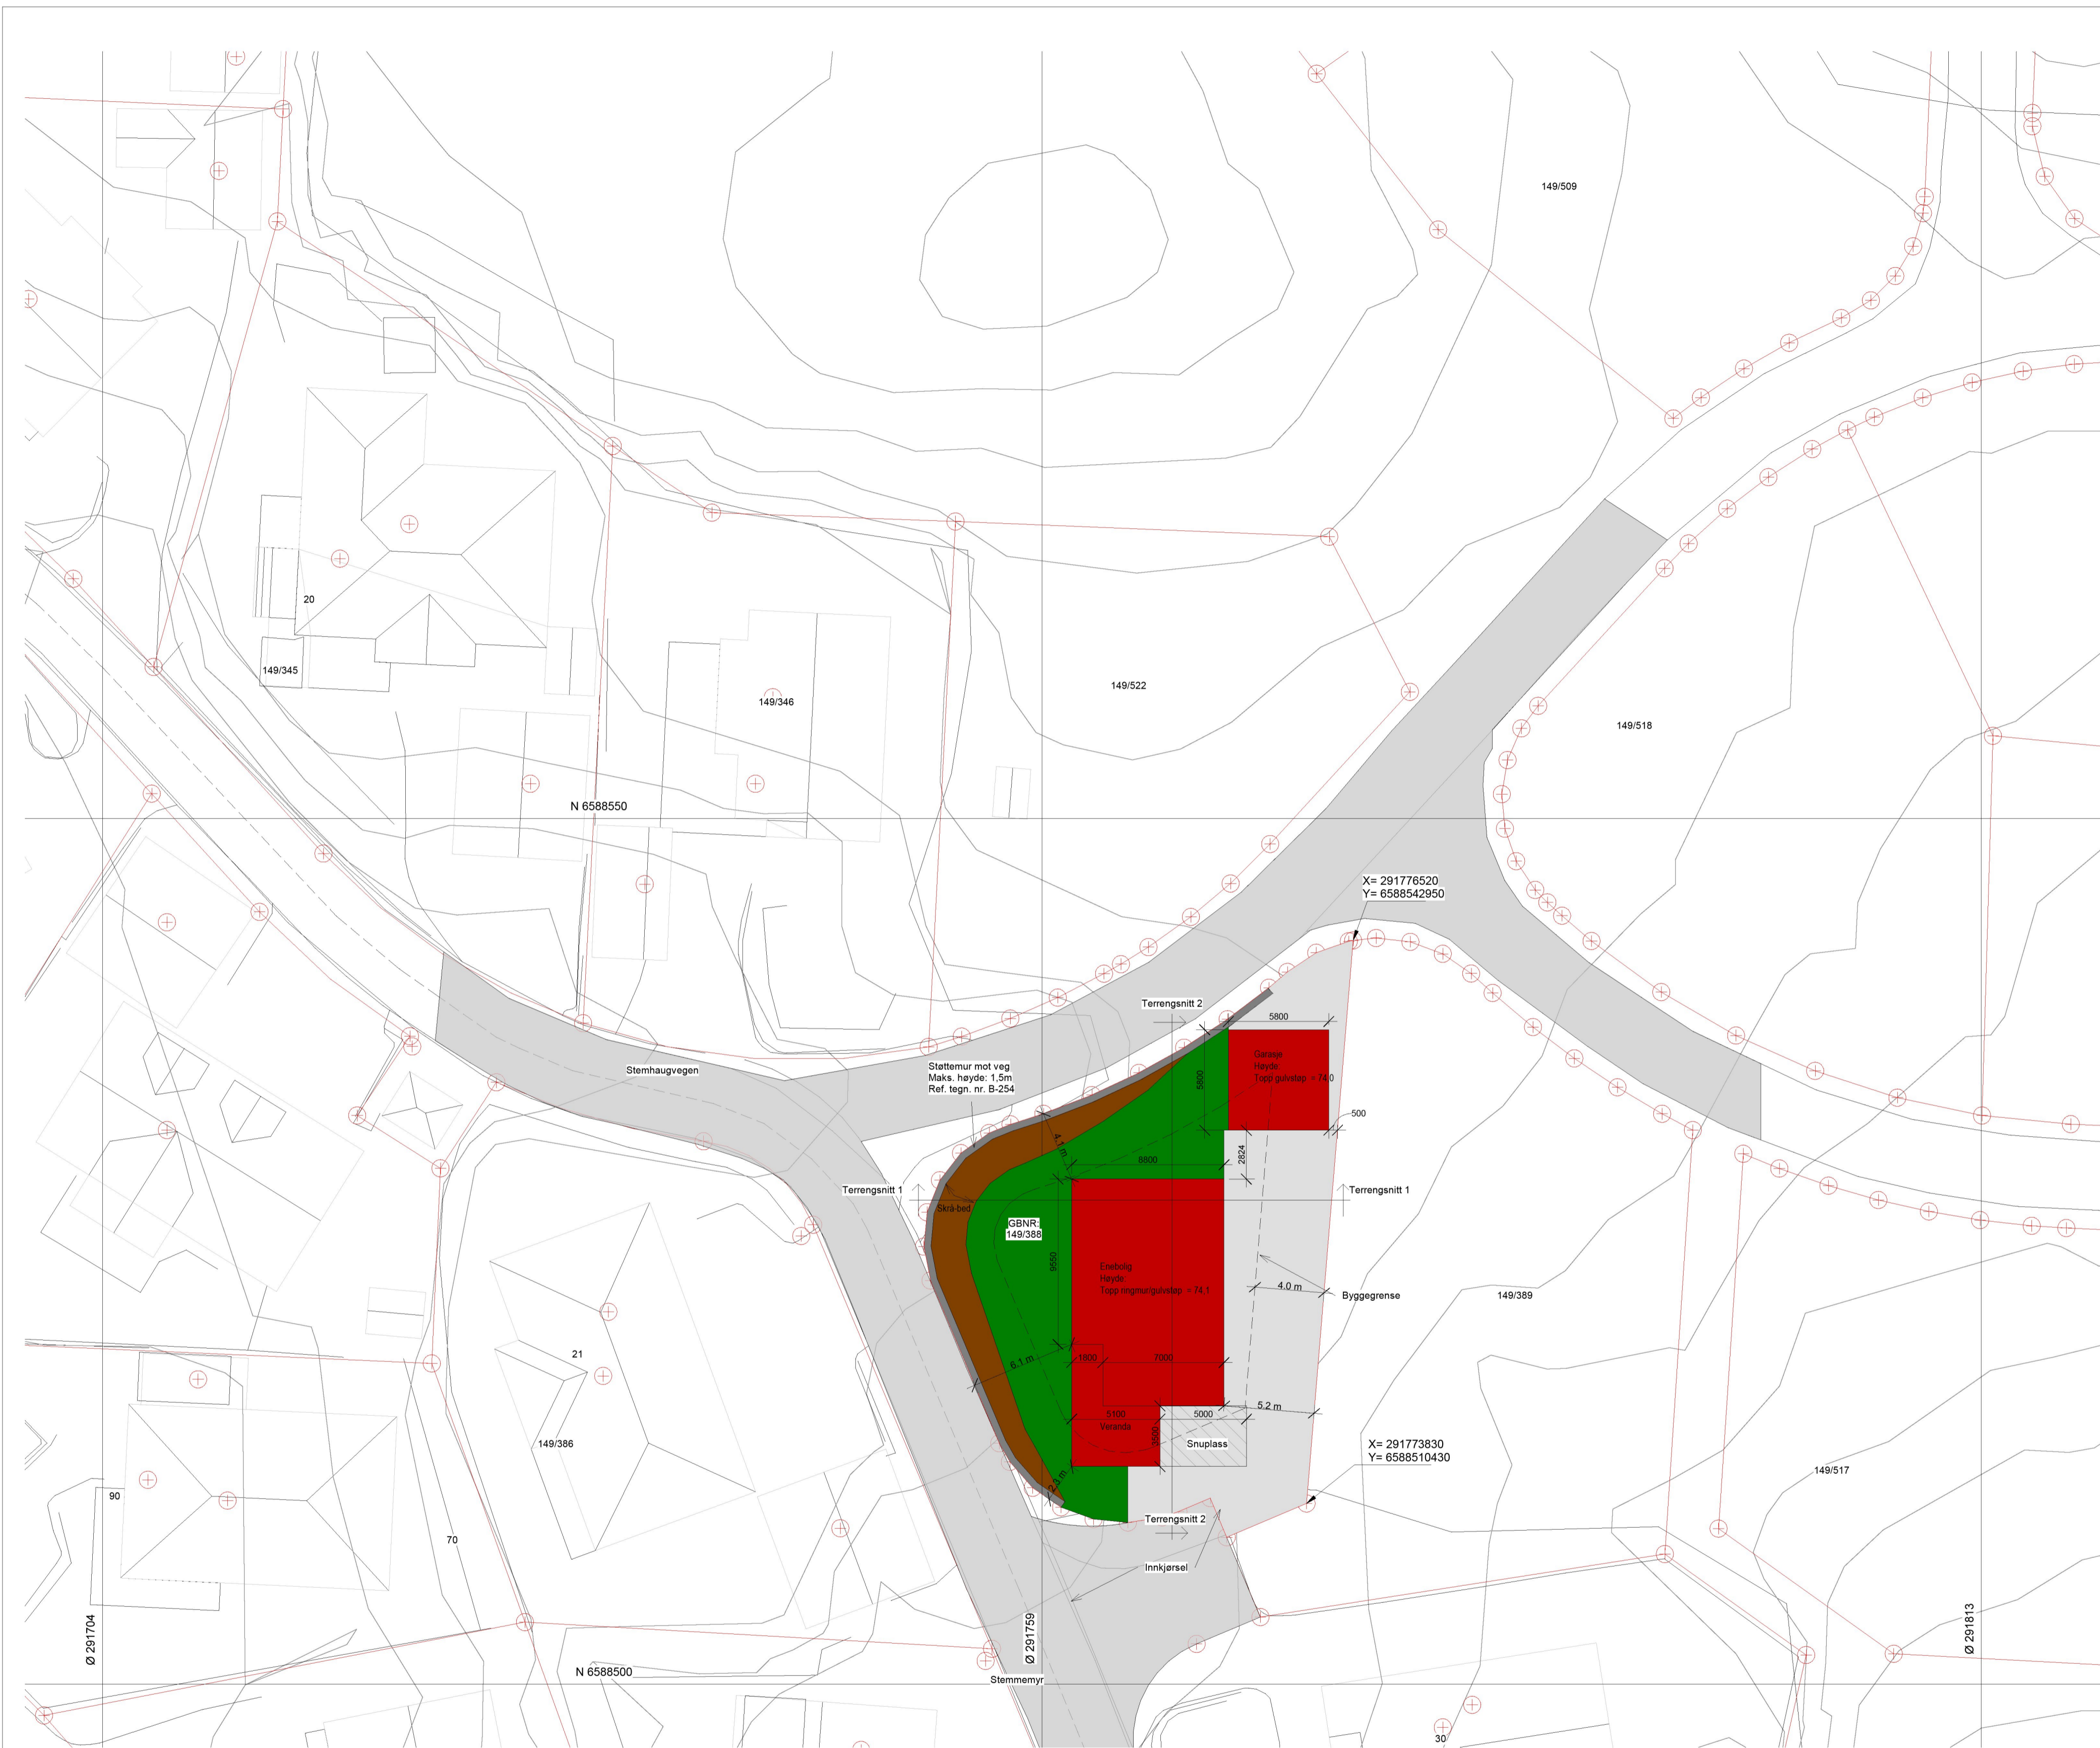 149/509
20
149/345
149/346
149/522
149/518
N 6588550
X= 291776520
Y= 6588542950
Terrengsnitt 2
5800
Stemhaugvegen
Støttemur mot veg
Maks. høyde: 1,5m
Ref. tegn. nr. B-254
Garasje
Høyde:
Topp gulvstøp = 74,0
5800
500
4.1 m
8800
2824
Terrengsnitt 1
Terrengsnitt 1
Skrå-bed
GBNR:
149/388
9550
Enebolig
Høyde:
Topp ringmur/gulvstøp = 74,1
4.0 m
Byggegrense
149/389
21
6.1 m
1800
7000
5.2 m
5100
5000
Veranda
3500
Snuplass
149/386
X= 291773830
Y= 6588510430
149/517
90
2.3 m
Terrengsnitt 2
70
Innkjørsel
Ø 291704
Ø 291759
Ø 291813
N 6588500
Stemmemyr
30